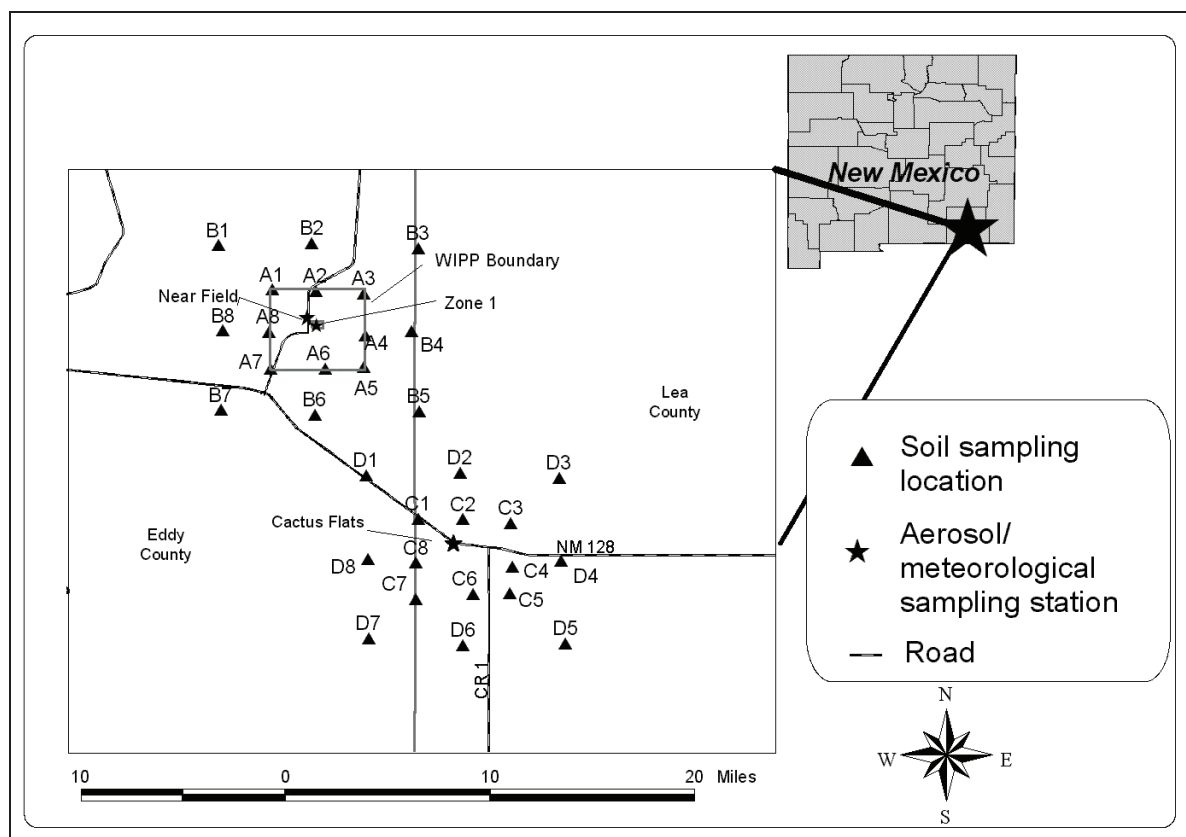 New Mexico
B1
B2
B3
WIPP Boundary
A1
A2
A3
Near Field
Zone 1
B8
A8
A4
B4
A7
A6
A5
B7
B6
B5
Lea
County
D1
D2
D3
C1
C2
C3
Cactus Flats
Eddy
County
NM 128
C8
D8
C4
D4
C7
C6
C5
D7
D6
D5
CR 1
Soil sampling
location
Aerosol/
meteorological
sampling station
Road
N
W
E
S
10
0
10
20
Miles